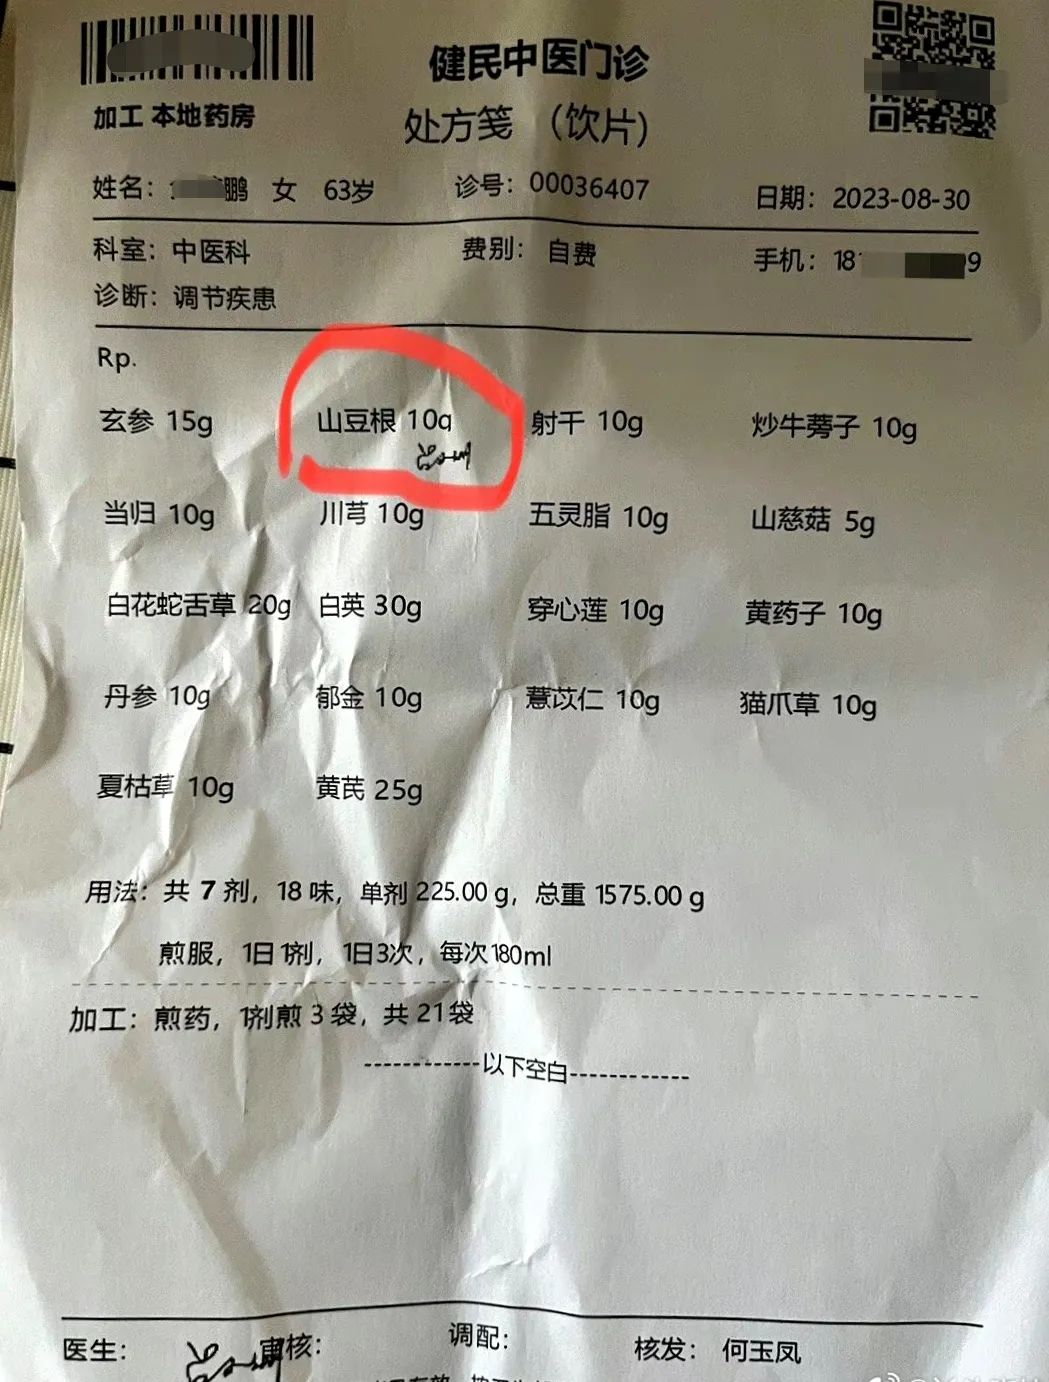 健民中医门诊
加工 本地药房
处方笺 (饮片)
姓名: 鹏 女 63岁 诊号: 00036407 日期: 2023-08-30
科室: 中医科 费别: 自费 手机: 18 9
诊断: 调节疾患
Rp.
玄参 15g 山豆根 10g 射干 10g 炒牛蒡子 10g
当归 10g 川芎 10g 五灵脂 10g 山慈菇 5g
白花蛇舌草 20g 白英 30g 穿心莲 10g 黄药子 10g
丹参 10g 郁金 10g 薏苡仁 10g 猫爪草 10g
夏枯草 10g 黄芪 25g
用法: 共 7 剂, 18 味, 单剂 225.00 g, 总重 1575.00 g
煎服, 1日1剂, 1日3次, 每次180ml
加工: 煎药, 1剂煎 3 袋, 共 21袋
------------以下空白------------
医生: 审核: 调配: 核发: 何玉凤